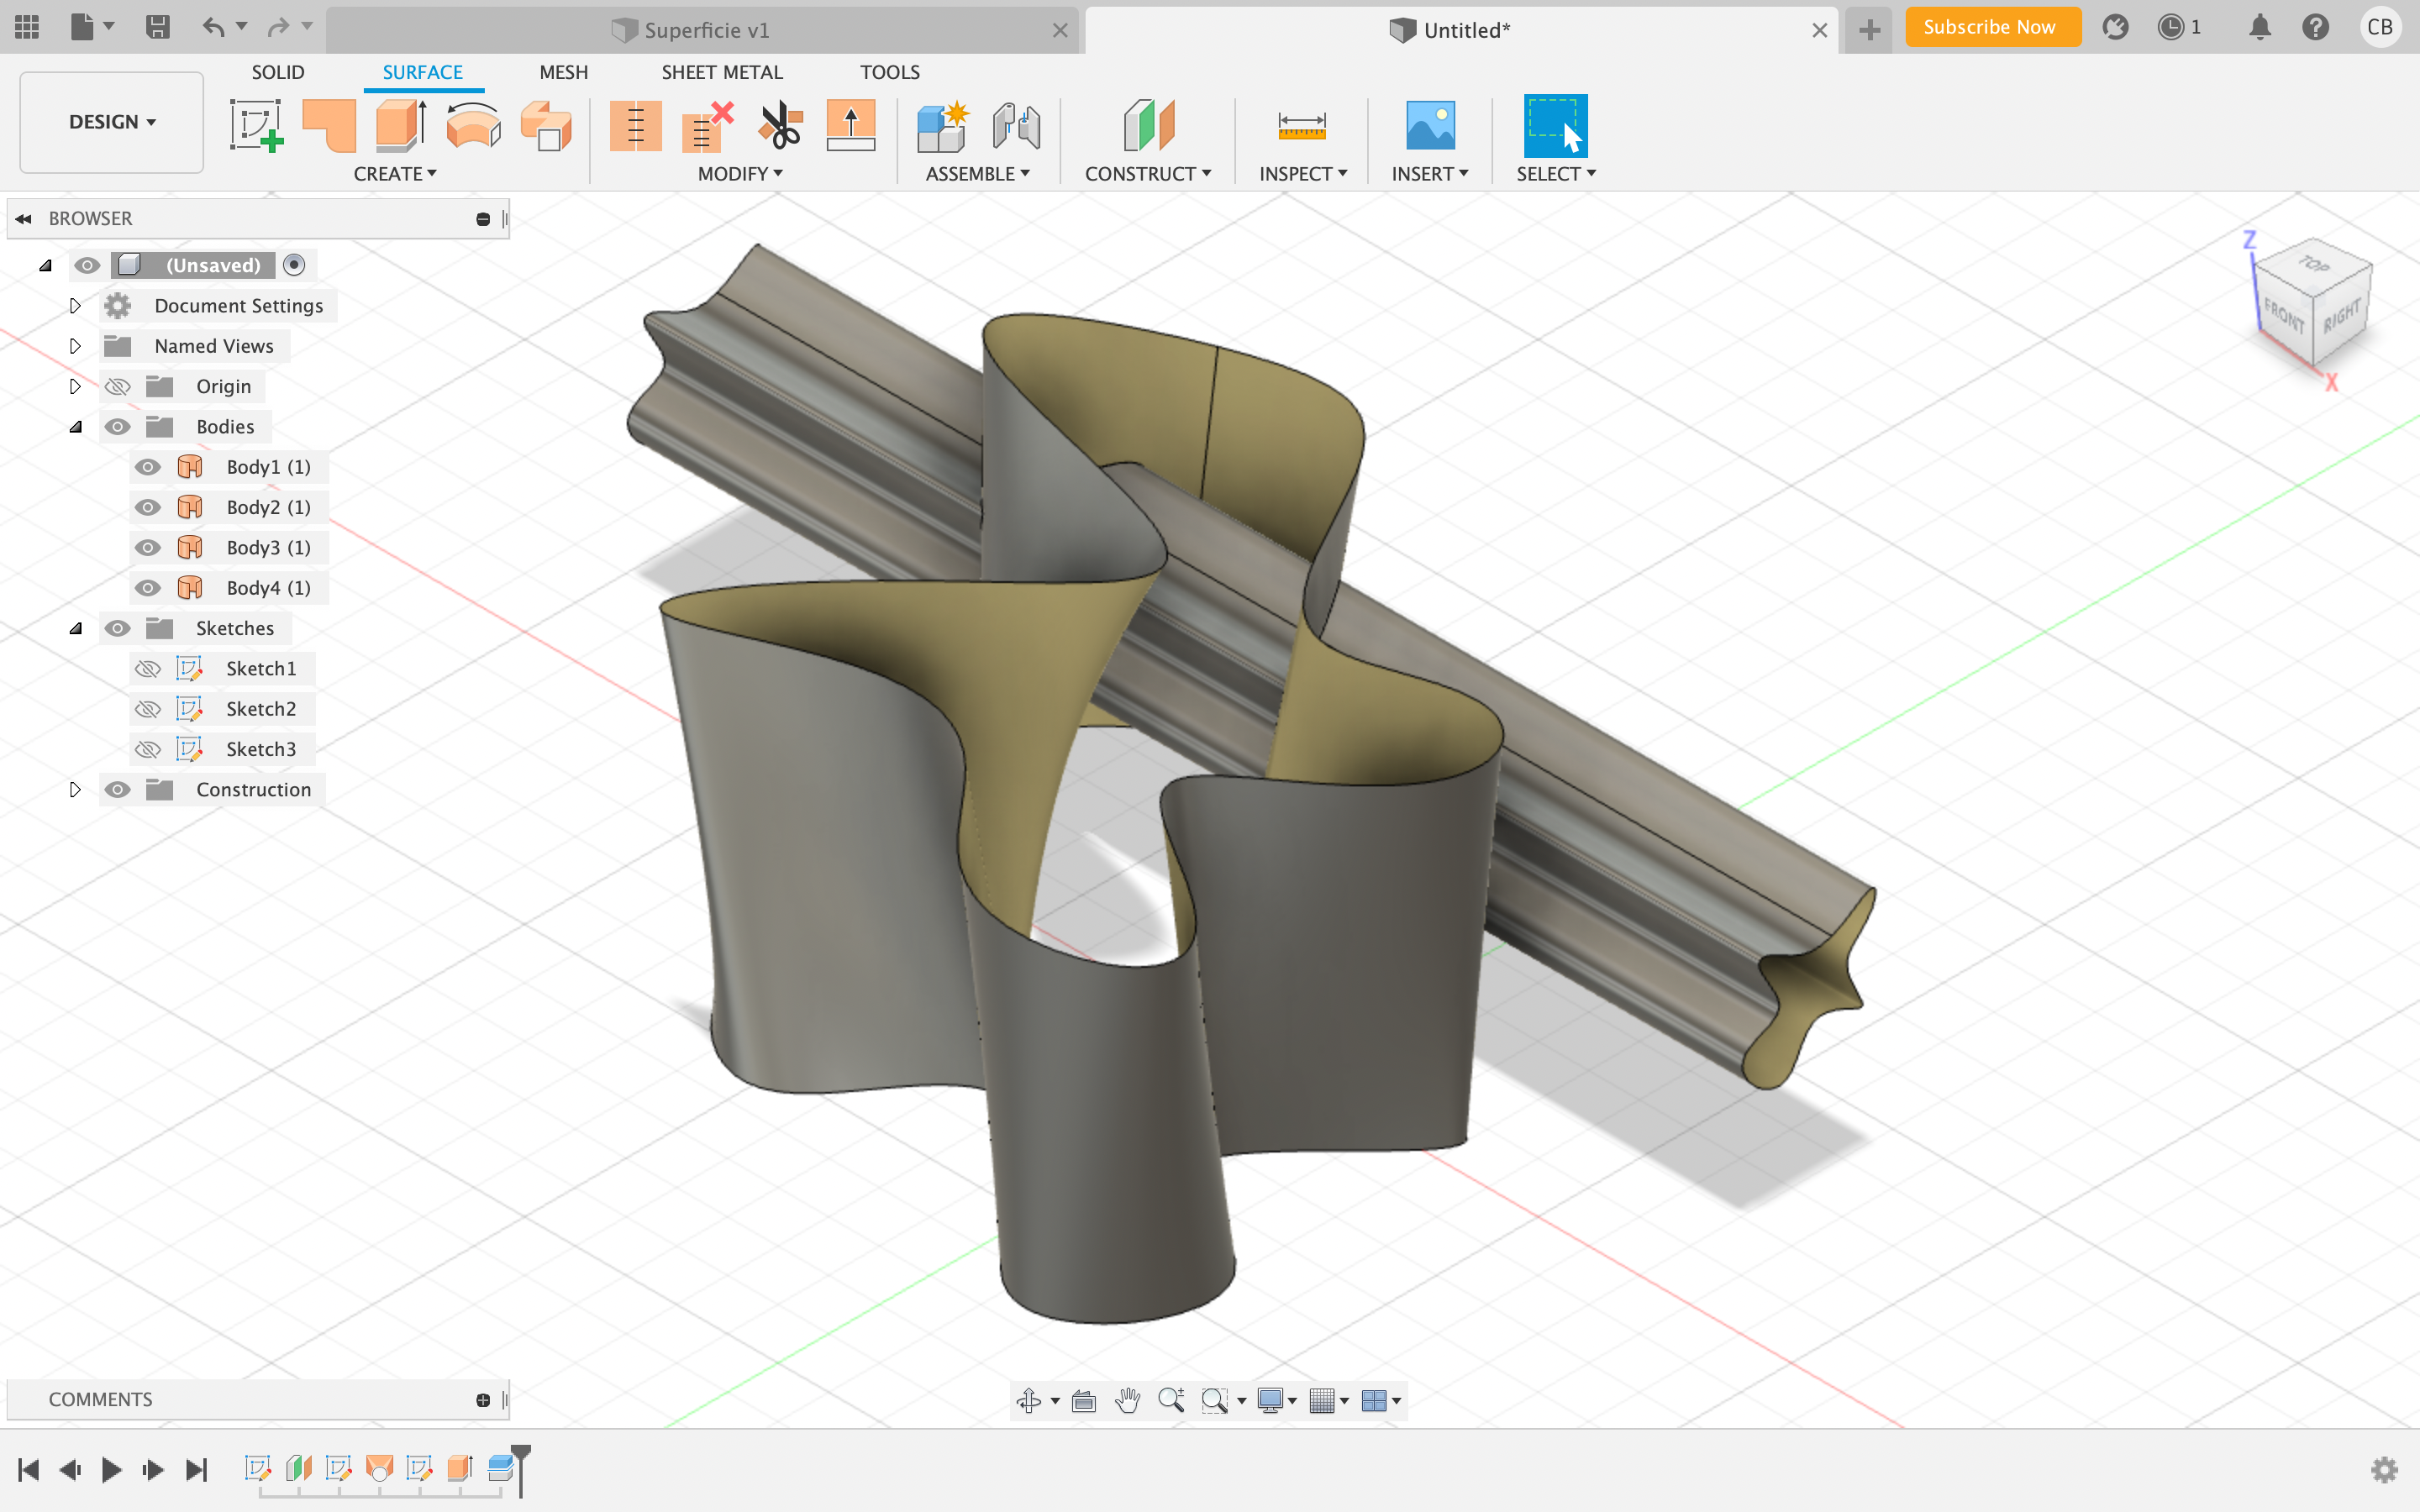 Superficie v1
Untitled*
Subscribe Now
1
CB
DESIGN
SOLID
SURFACE
MESH
SHEET METAL
TOOLS
CREATE
MODIFY
ASSEMBLE
CONSTRUCT
INSPECT
INSERT
SELECT
BROWSER
(Unsaved)
Document Settings
Named Views
Origin
Bodies
Body1 (1)
Body2 (1)
Body3 (1)
Body4 (1)
Sketches
Sketch1
Sketch2
Sketch3
Construction
Z
TOP
FRONT
RIGHT
X
COMMENTS